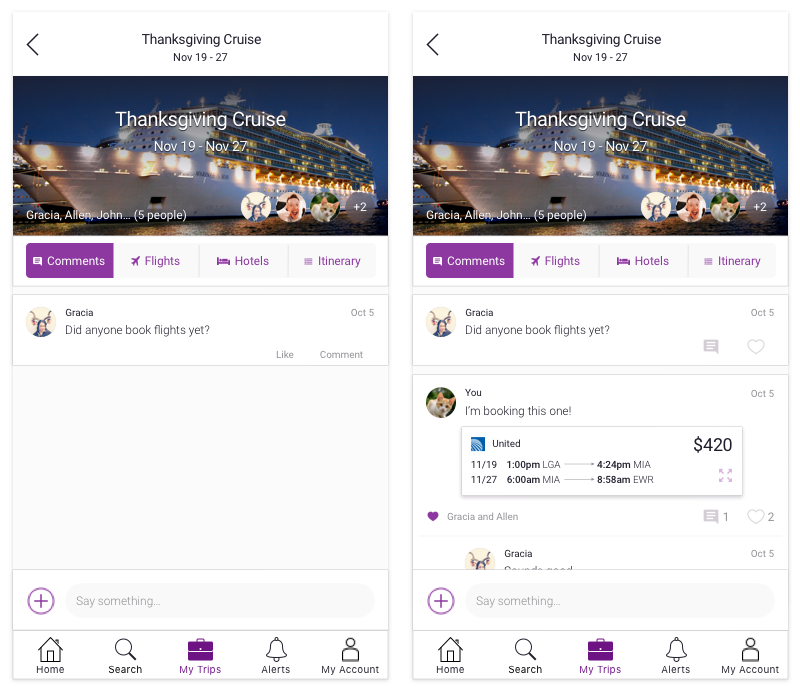 Thanksgiving Cruise
Nov 19 - 27
Thanksgiving Cruise
Nov 19 - Nov 27
Gracia, Allen, John... (5 people)
+2
Comments
Flights
Hotels
Itinerary
Gracia
Oct 5
Did anyone book flights yet?
Like
Comment
Say something...
Home
Search
My Trips
Alerts
My Account
Thanksgiving Cruise
Nov 19 - 27
Thanksgiving Cruise
Nov 19 - Nov 27
Gracia, Allen, John... (5 people)
+2
Comments
Flights
Hotels
Itinerary
Gracia
Oct 5
Did anyone book flights yet?
You
Oct 5
I'm booking this one!
United
$420
11/19 1:00pm LGA 4:24pm MIA
11/27 6:00am MIA 8:58am EWR
Gracia and Allen
1
2
Gracia
Oct 5
Sounds good
Say something...
Home
Search
My Trips
Alerts
My Account